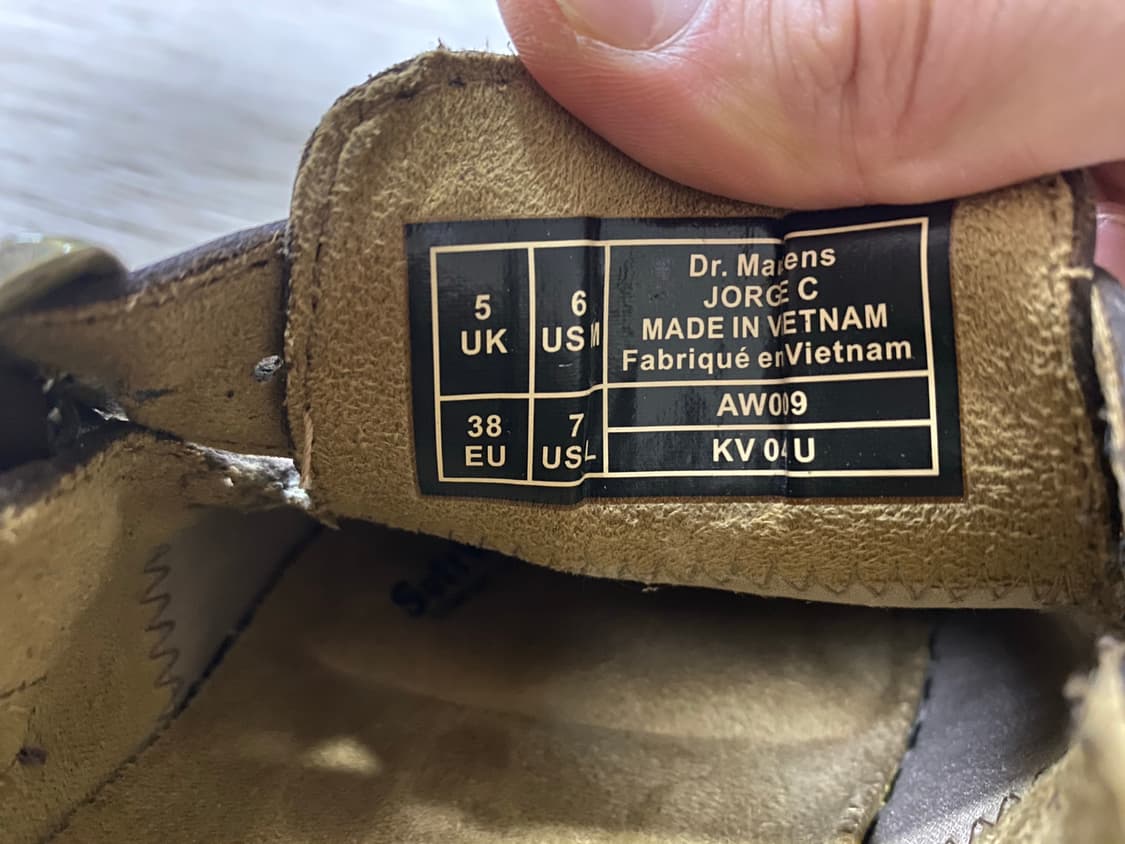 5
UK
6
US M
Dr. Martens
JORGE C
MADE IN VIETNAM
Fabriqué en Vietnam
38
EU
7
US L
AW009
KV 04 U